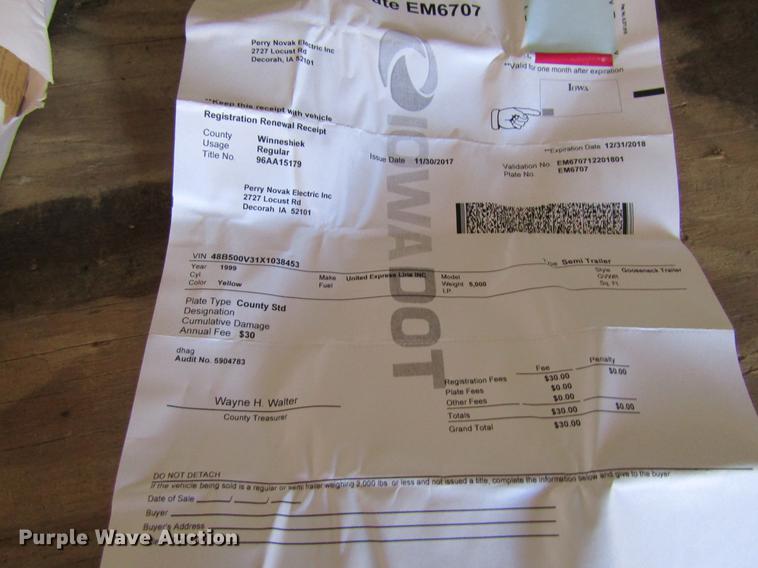 te EM6707
Perry Novak Electric Inc
2727 Locust Rd
Decorah, IA 52101
**Valid for one month after expiration
IOWA
**Keep this receipt with vehicle
Registration Renewal Receipt
County Winneshiek
Usage Regular
Title No. 96AA15179
Issue Date 11/30/2017
**Expiration Date 12/31/2018
Validation No EM670712201801
Plate No. EM6707
Perry Novak Electric Inc
2727 Locust Rd
Decorah IA 52101
IOWADOT
VIN 48B500V31X1038453
Type Semi Trailer
Year 1999 Make United Express Line INC Model Style Gooseneck Trailer
Cyl Fuel Weight 5,000 GVWR
Color Yellow LP Sq. Ft.
Plate Type County Std
Designation
Cumulative Damage
Annual Fee $30
dhag
Audit No. 5904783
Fee Penalty
Registration Fees $30.00 $0.00
Plate Fees $0.00
Other Fees $0.00
Totals $30.00 $0.00
Grand Total $30.00
Wayne H. Walter
County Treasurer
DO NOT DETACH
If the vehicle being sold is a regular or semi trailer weighing 2,000 lbs or less and not issued a title, complete the information below and give to the buyer
Date of Sale ____/____/____
Buyer
Buyer's Address
Purple Wave Auction